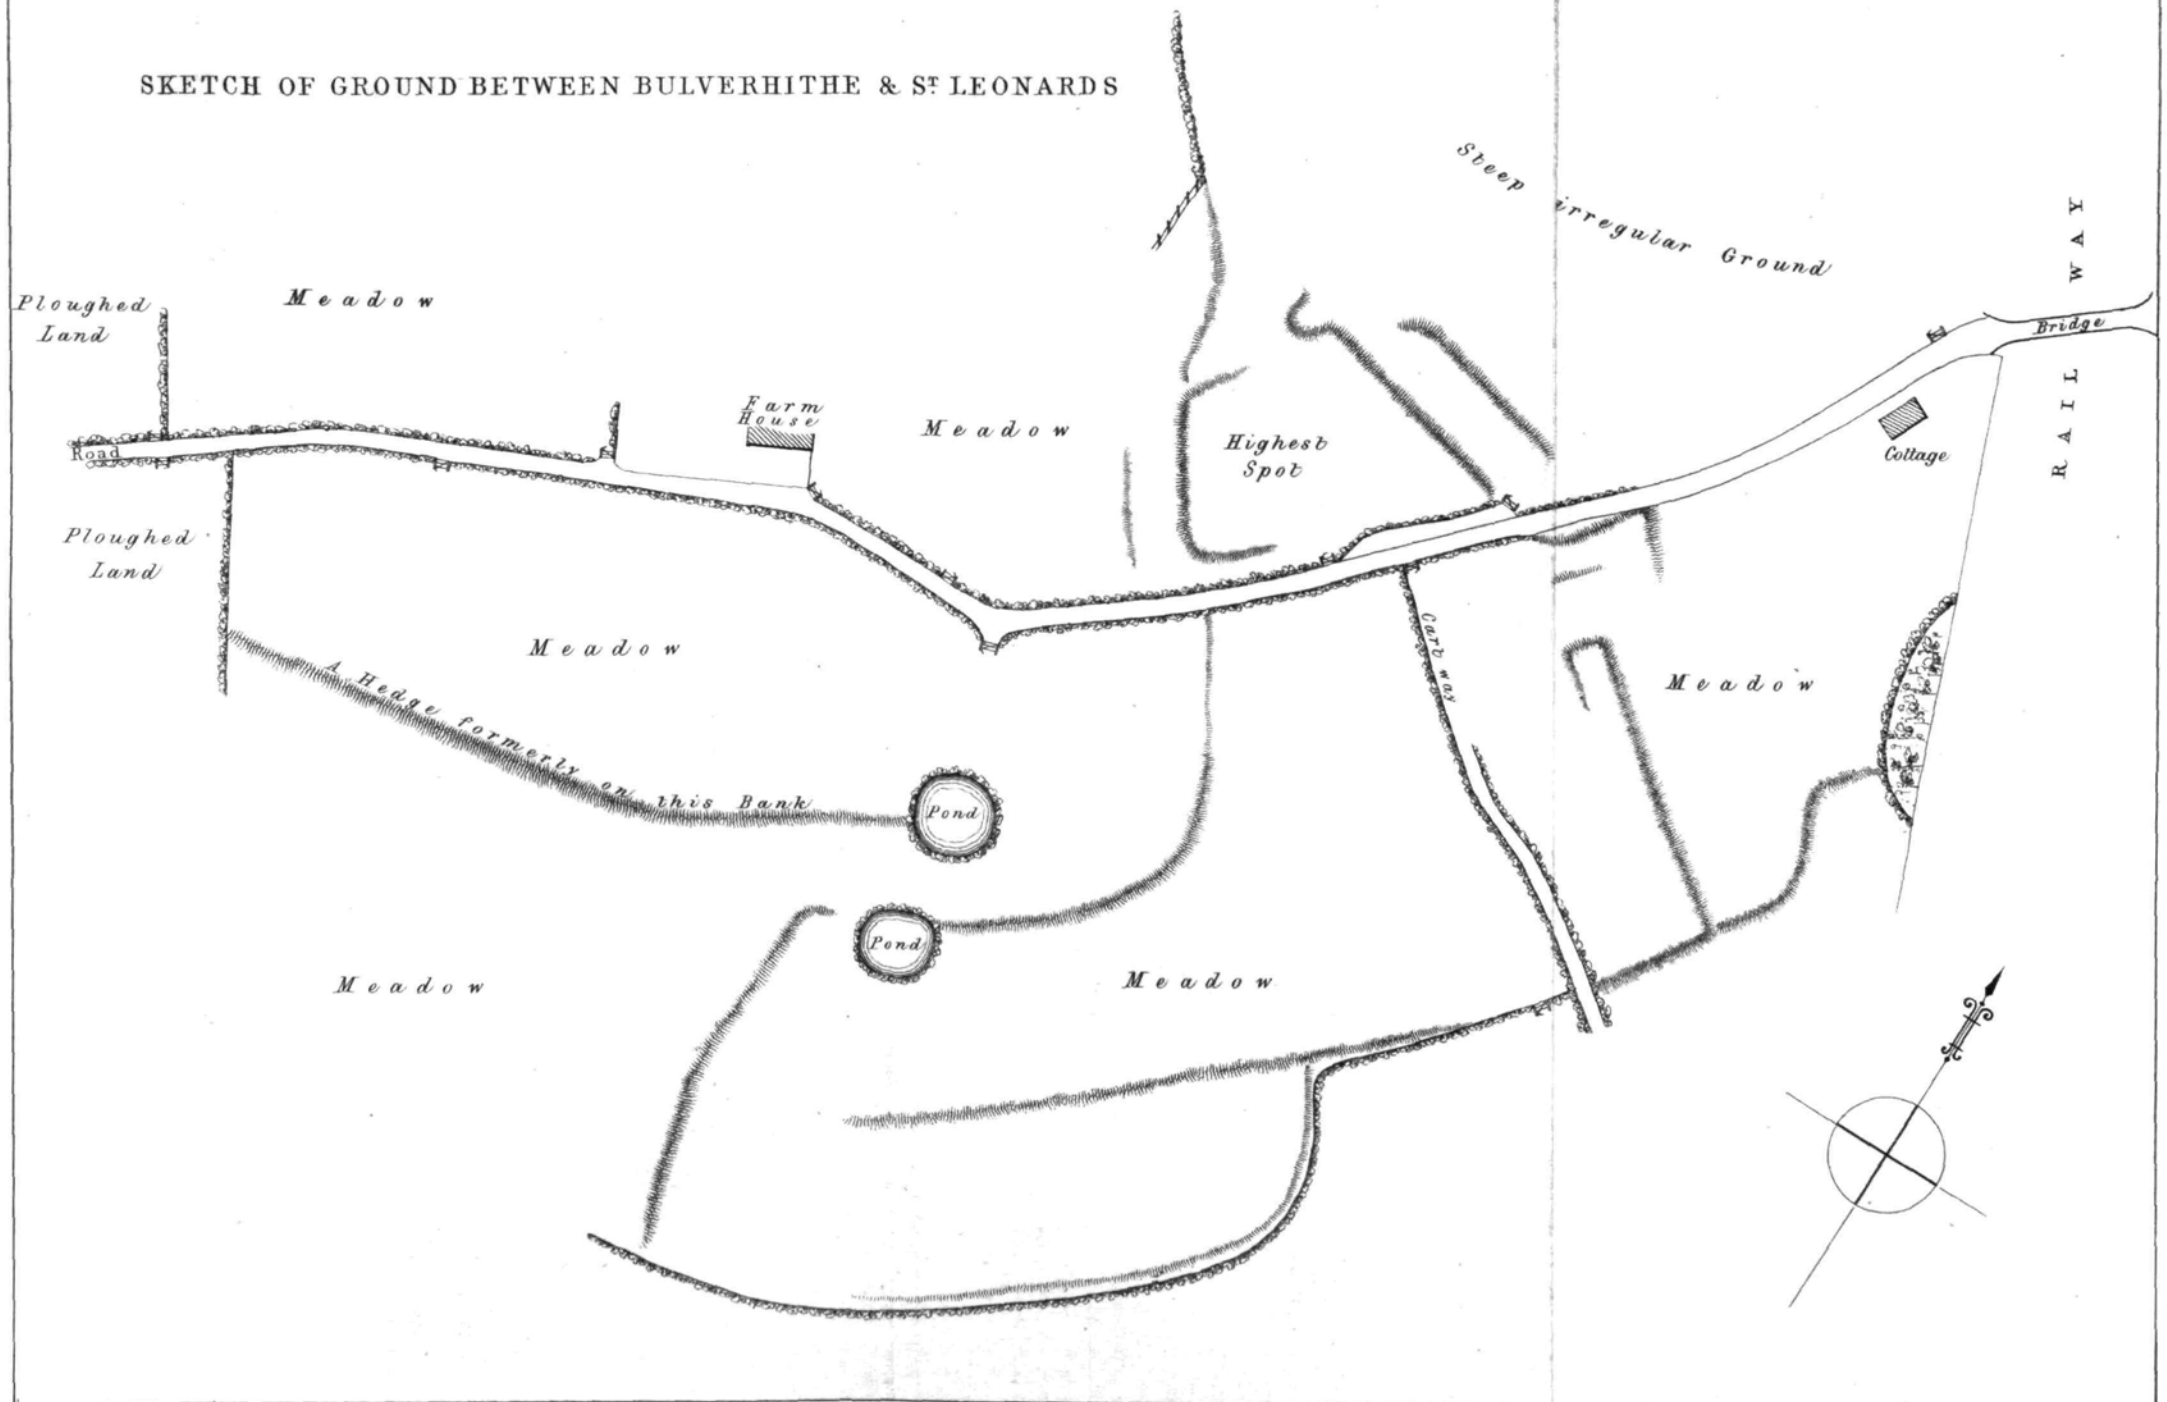 SKETCH OF GROUND BETWEEN BULVERHITHE & ST. LEONARDS
Steep irregular Ground
RAIL WAY
Ploughed
Land
Meadow
Bridge
Farm
House
Meadow
Highest
Spot
Cottage
Road
Ploughed
Land
Meadow
Cart way
Meadow
A Hedge formerly on this Bank
Pond
Pond
Meadow
Meadow